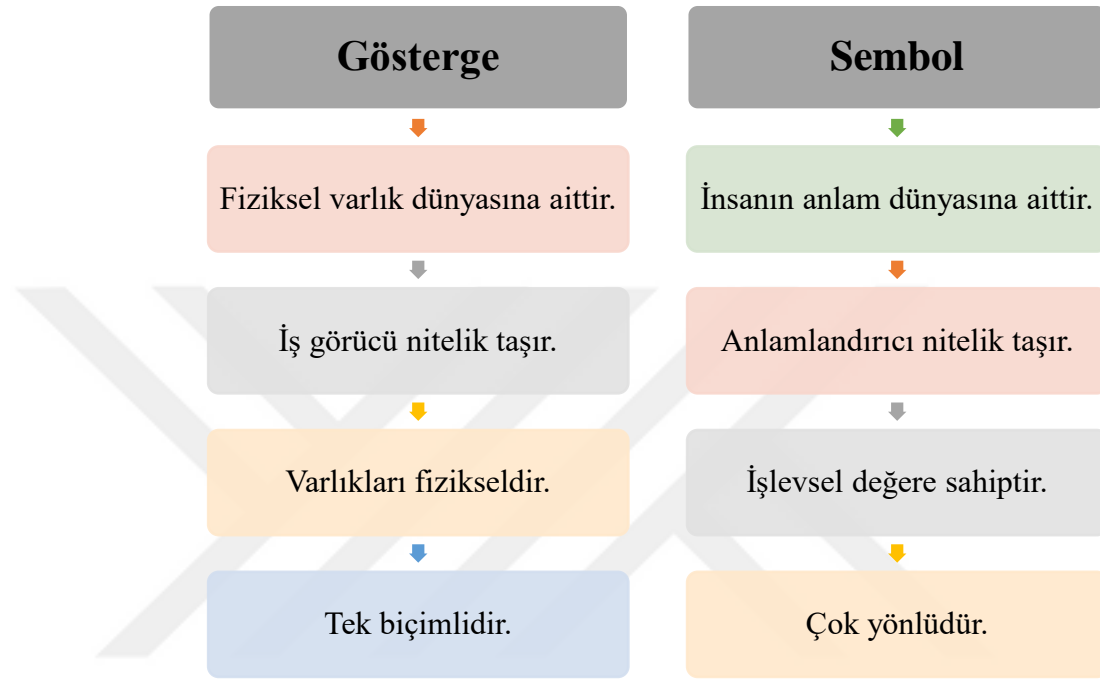 Gösterge
Fiziksel varlık dünyasına aittir.
İş görücü nitelik taşır.
Varlıkları fizikseldir.
Tek biçimlidir.
Sembol
İnsanın anlam dünyasına aittir.
Anlamlandırıcı nitelik taşır.
İşlevsel değere sahiptir.
Çok yönlüdür.